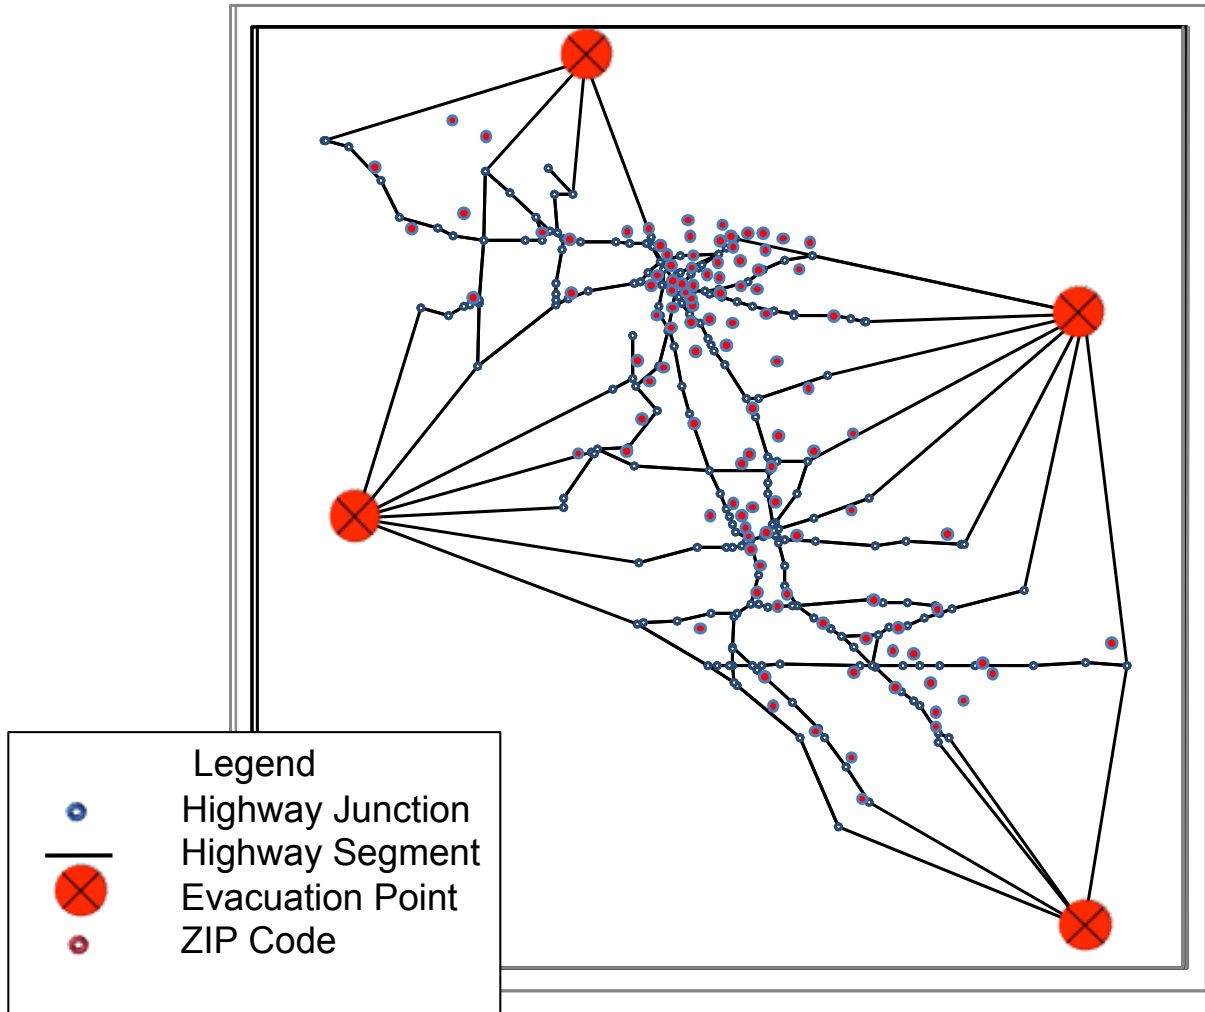 Legend
Highway Junction
Highway Segment
Evacuation Point
ZIP Code